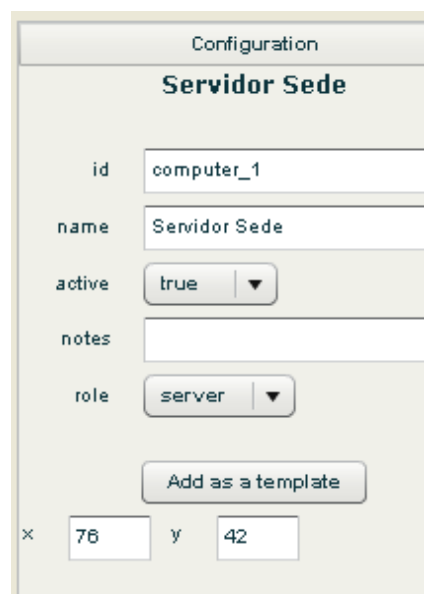 Configuration
Servidor Sede
id computer_1
name Servidor Sede
active true
notes
role server
Add as a template
x 76 y 42